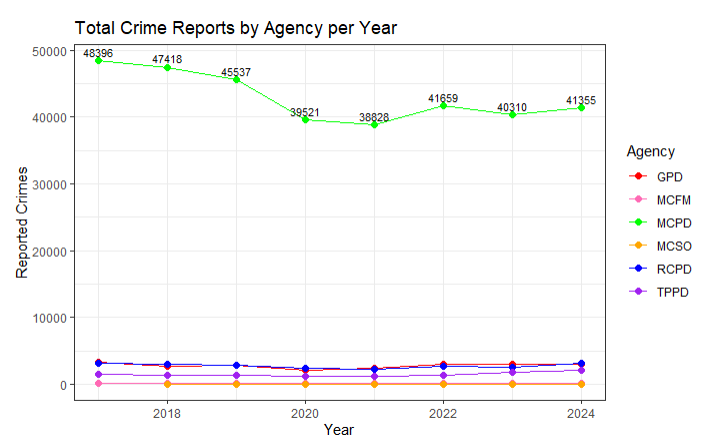 Total Crime Reports by Agency per Year
50000
48396
47418
45537
39521
38828
41659
40310
41355
40000
30000
20000
10000
0
Reported Crimes
2018
2020
2022
2024
Year
Agency
GPD
MCFM
MCPD
MCSO
RCPD
TPPD